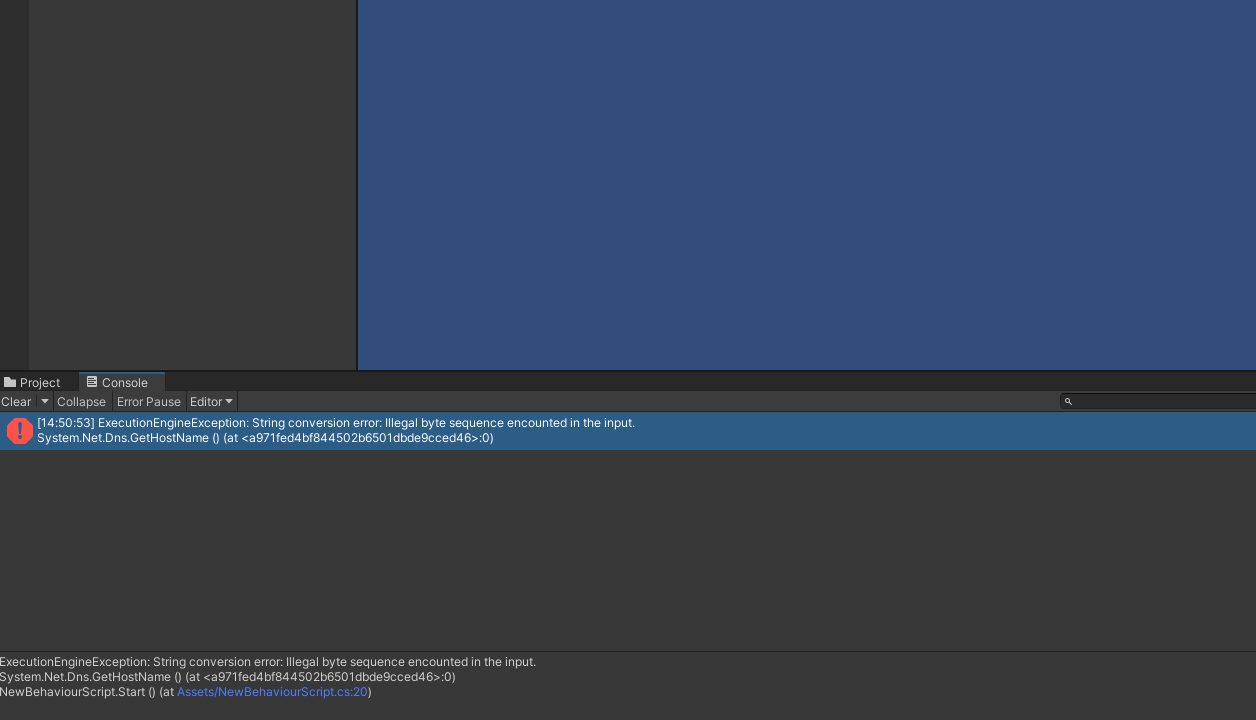 Project Console
Clear Collapse Error Pause Editor
[14:50:53] ExecutionEngineException: String conversion error: Illegal byte sequence encounted in the input.
System.Net.Dns.GetHostName () (at <a971fed4bf844502b6501dbde9cced46>:0)
ExecutionEngineException: String conversion error: Illegal byte sequence encounted in the input.
System.Net.Dns.GetHostName () (at <a971fed4bf844502b6501dbde9cced46>:0)
NewBehaviourScript.Start () (at Assets/NewBehaviourScript.cs:20)